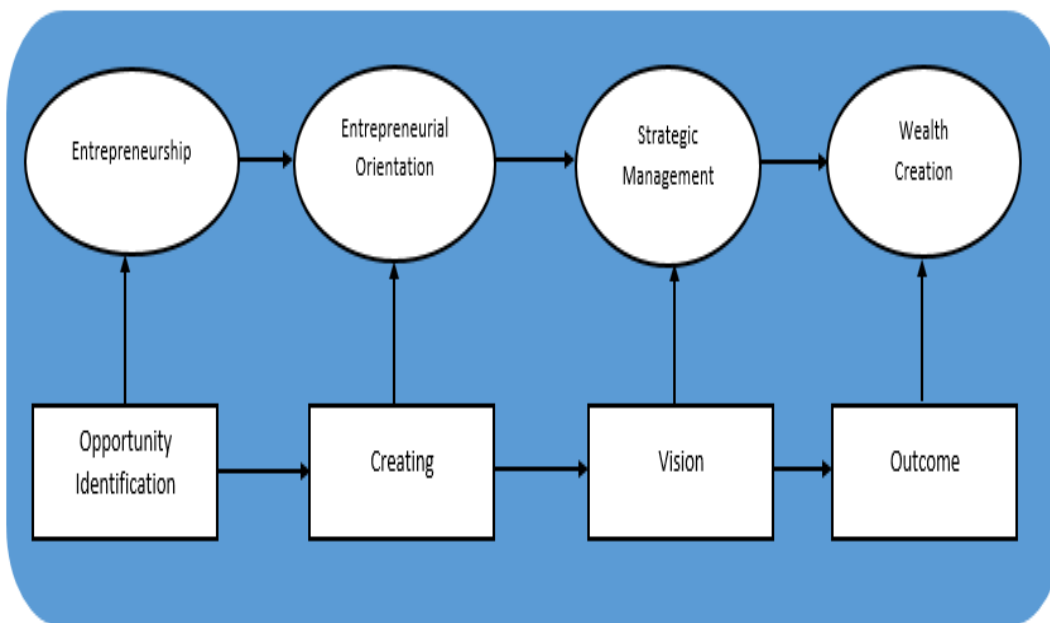 Entrepreneurship
Entrepreneurial
Orientation
Strategic
Management
Wealth
Creation
Opportunity
Identification
Creating
Vision
Outcome